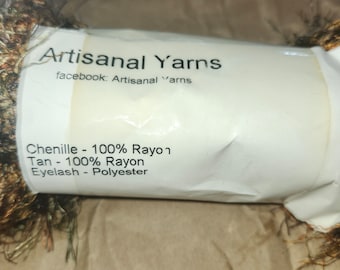 Artisanal Yarns
facebook: Artisanal Yarns
Chenille - 100% Rayon
Tan - 100% Rayon
Eyelash - Polyester